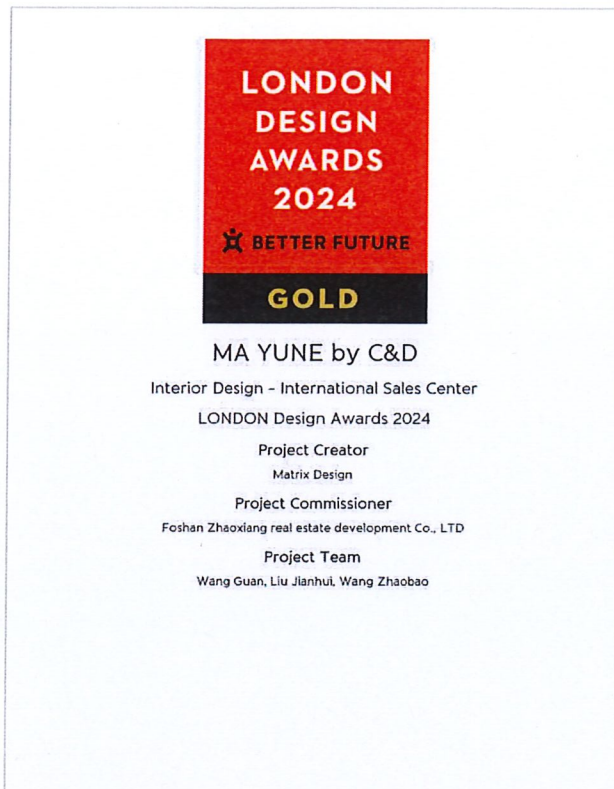 LONDON
DESIGN
AWARDS
2024
BETTER FUTURE
GOLD
MA YUNE by C&D
Interior Design - International Sales Center
LONDON Design Awards 2024
Project Creator
Matrix Design
Project Commissioner
Foshan Zhaoxiang real estate development Co., LTD
Project Team
Wang Guan, Liu Jianhui, Wang Zhaobao